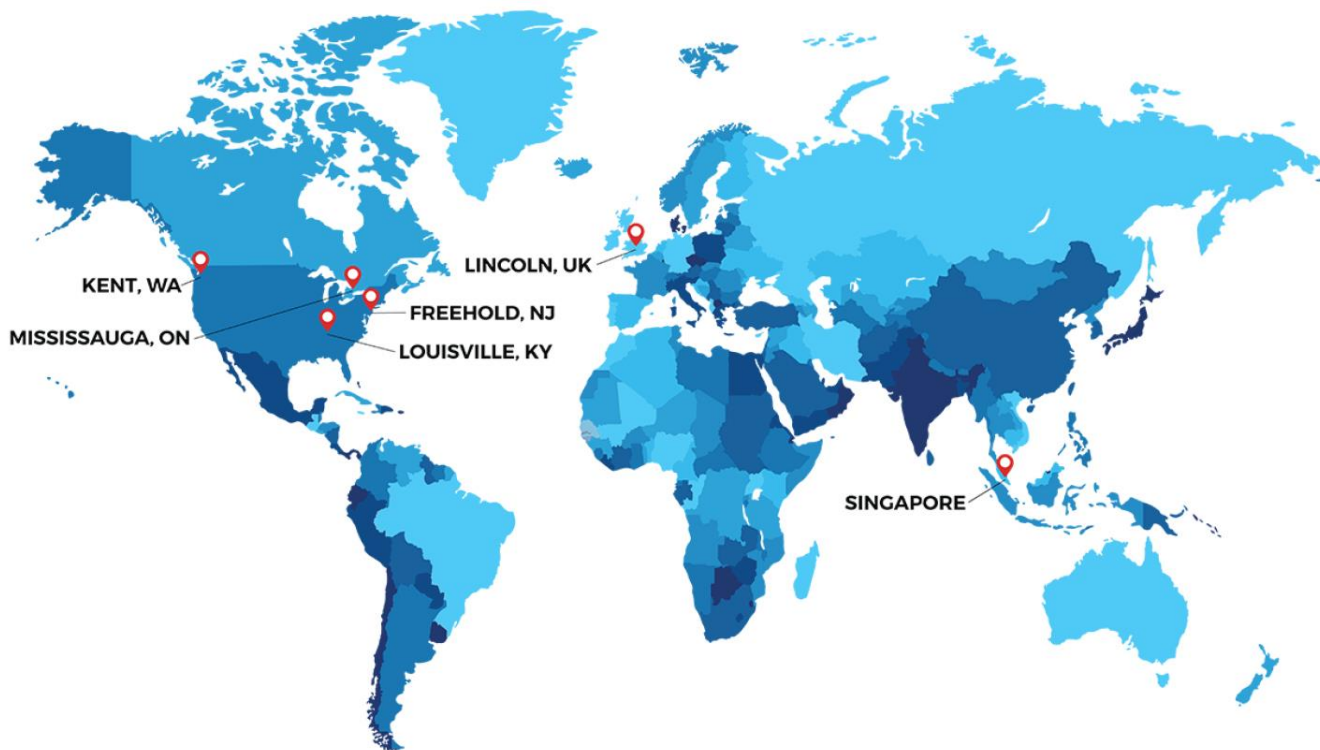 KENT, WA
MISSISSAUGA, ON
FREEHOLD, NJ
LOUISVILLE, KY
LINCOLN, UK
SINGAPORE